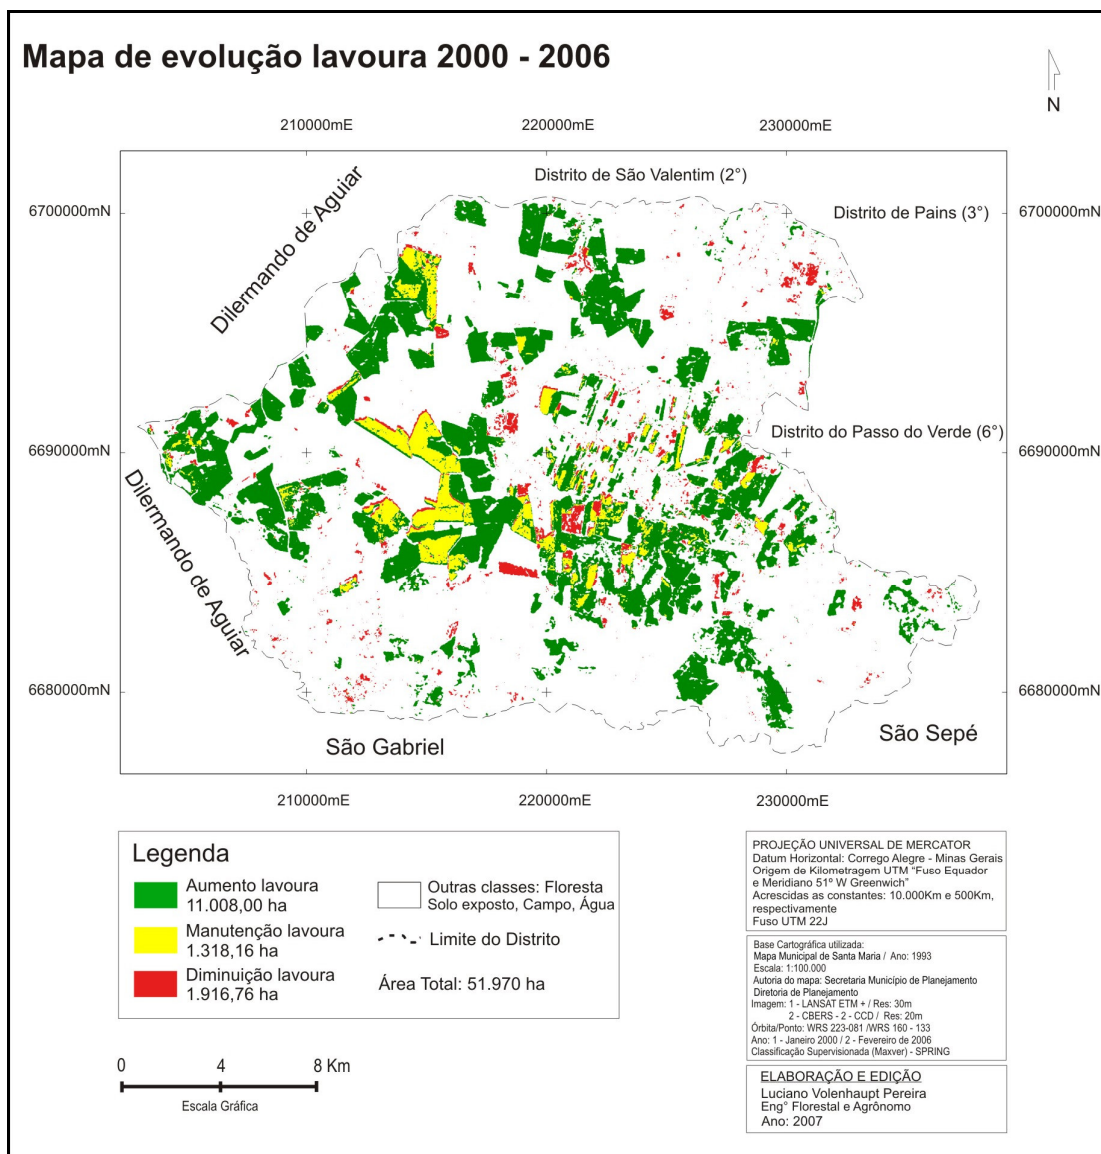 Mapa de evolução lavoura 2000 - 2006
N
210000mE
220000mE
230000mE
6700000mN
6700000mN
Distrito de São Valentim (2°)
Distrito de Pains (3°)
Dilermando de Aguiar
Distrito do Passo do Verde (6°)
6690000mN
6690000mN
Dilermando de Aguiar
6680000mN
6680000mN
São Gabriel
São Sepé
210000mE
220000mE
230000mE
Legenda
Aumento lavoura
11.008,00 ha
Manutenção lavoura
1.318,16 ha
Diminuição lavoura
1.916,76 ha
Outras classes: Floresta
Solo exposto, Campo, Água
Limite do Distrito
Área Total: 51.970 ha
0 4 8 Km
Escala Gráfica
PROJEÇÃO UNIVERSAL DE MERCATOR
Datum Horizontal: Corrego Alegre - Minas Gerais
Origem de Kilometragem UTM “Fuso Equador
e Meridiano 51º W Greenwich”
Acrescidas as constantes: 10.000Km e 500Km,
respectivamente
Fuso UTM 22J
Base Cartográfica utilizada:
Mapa Municipal de Santa Maria / Ano: 1993
Escala: 1:100.000
Autoria do mapa: Secretaria Município de Planejamento
Diretoria de Planejamento
Imagem: 1 - LANSAT ETM + / Res: 30m
2 - CBERS - 2 - CCD / Res: 20m
Órbita/Ponto: WRS 223-081 /WRS 160 - 133
Ano: 1 - Janeiro 2000 / 2 - Fevereiro de 2006
Classificação Supervisionada (Maxver) - SPRING
ELABORAÇÃO E EDIÇÃO
Luciano Volenhaupt Pereira
Eng° Florestal e Agrônomo
Ano: 2007